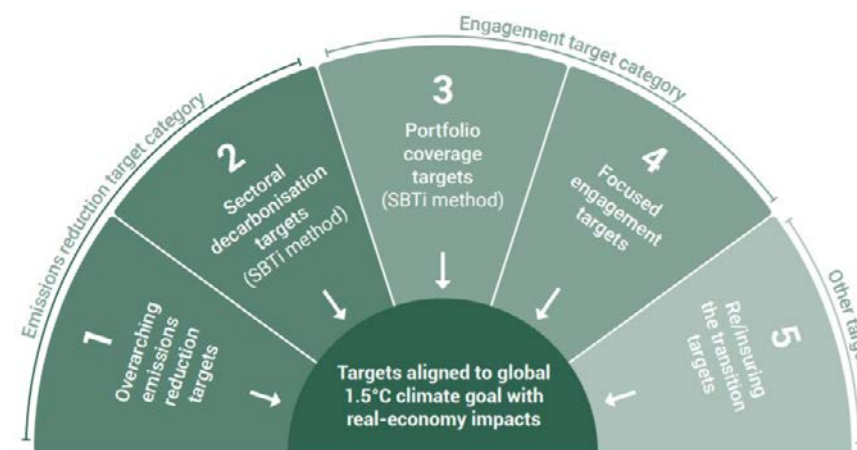 Emissions reduction target category
Engagement target category
Other target
1
Overarching
emissions
reduction
targets
2
Sectoral
decarbonisation
targets
(SBTi method)
3
Portfolio
coverage
targets
(SBTi method)
4
Focused
engagement
targets
5
Re/insuring
the transition
targets
Targets aligned to global
1.5°C climate goal with
real-economy impacts